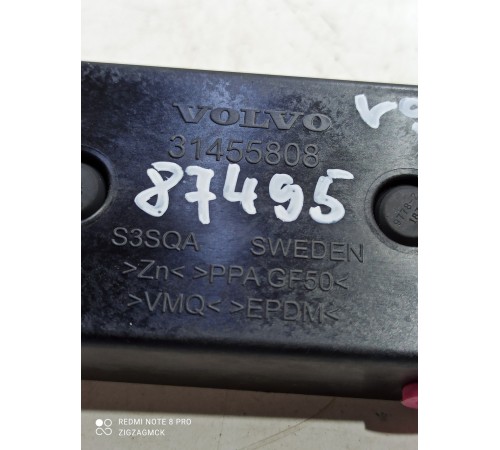 VOLVO
31455808
87495
S3SQA SWEDEN
>Zn< >PPA GF50<
>VMQ< >EPDM<
REDMI NOTE 8 PRO
ZIGZAGMCK